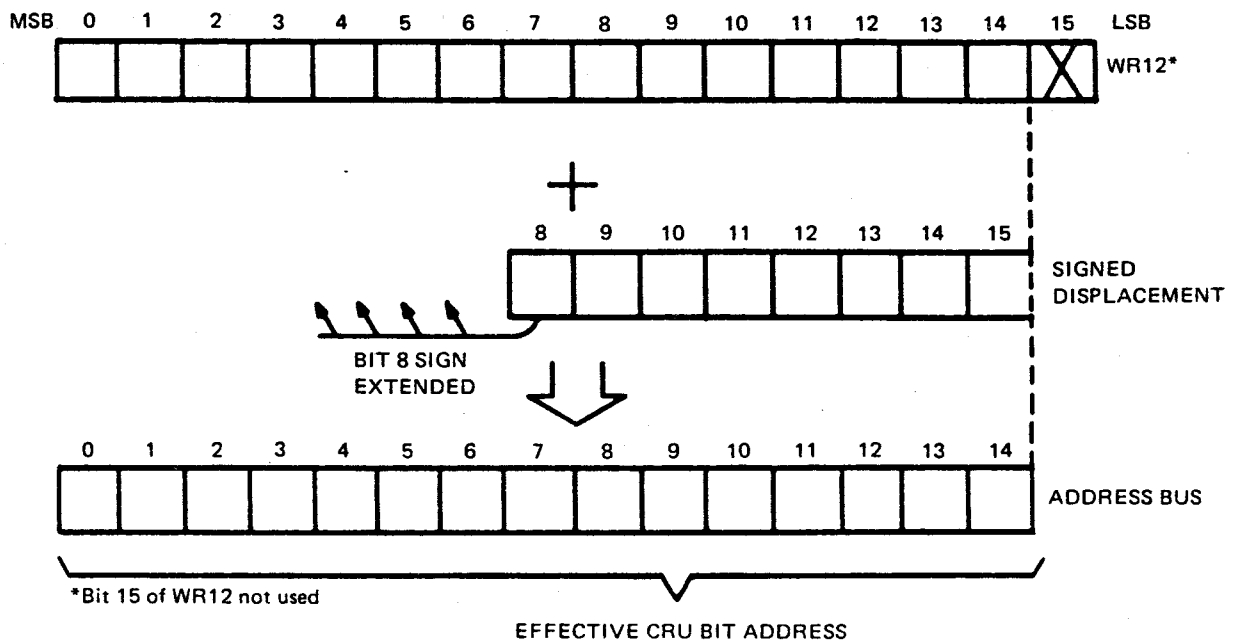 MSB 0 1 2 3 4 5 6 7 8 9 10 11 12 13 14 15 LSB
WR12*
+
8 9 10 11 12 13 14 15
SIGNED
DISPLACEMENT
BIT 8 SIGN
EXTENDED
0 1 2 3 4 5 6 7 8 9 10 11 12 13 14
ADDRESS BUS
*Bit 15 of WR12 not used
EFFECTIVE CRU BIT ADDRESS